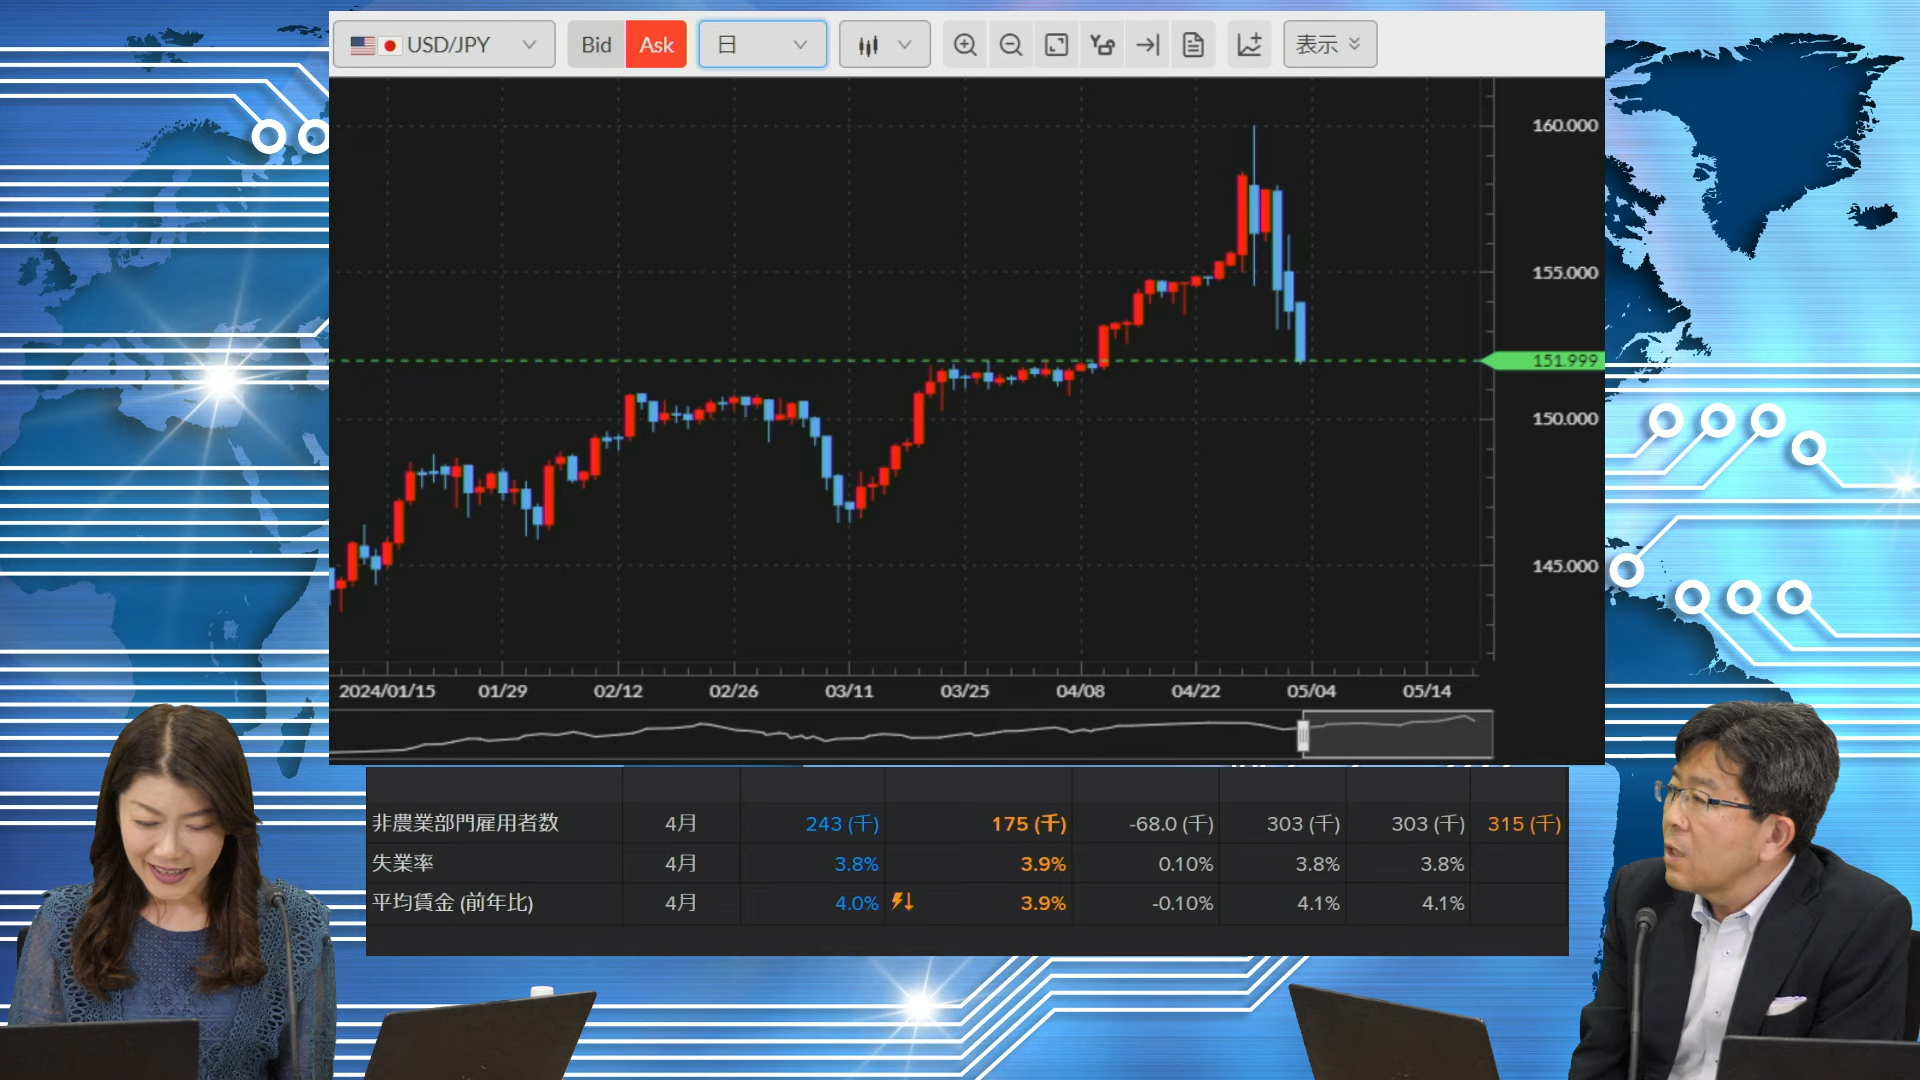 USD/JPY Bid Ask 日 表示
160.000
155.000
151.999
150.000
145.000
2024/01/15 01/29 02/12 02/26 03/11 03/25 04/08 04/22 05/04 05/14
非農業部門雇用者数 4月 243 (千) 175 (千) -68.0 (千) 303 (千) 303 (千) 315 (千)
失業率 4月 3.8% 3.9% 0.10% 3.8% 3.8%
平均賃金 (前年比) 4月 4.0% 3.9% -0.10% 4.1% 4.1%